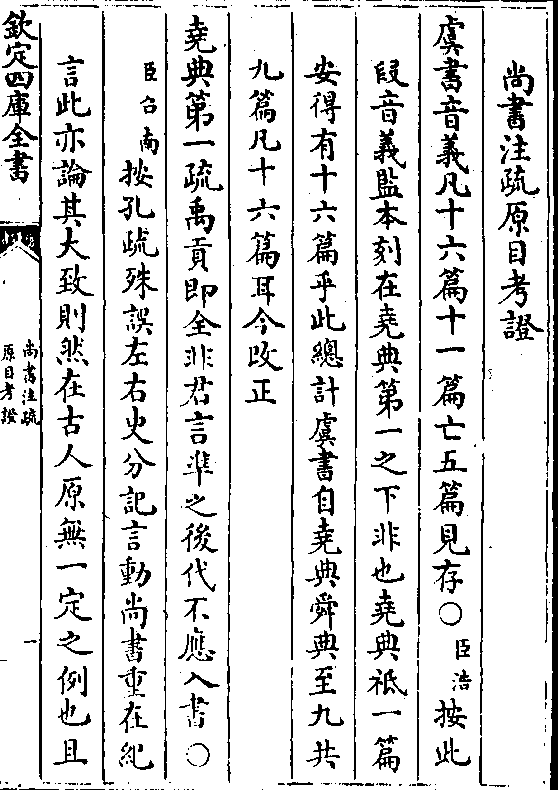 尚書注疏原目考證
虞書音義凡十六篇十一篇亡五篇見存○臣浩按此
段音義監本刻在堯典第一之下非也堯典祇一篇
安得有十六篇乎此總計虞書自堯典舜典至九共
九篇凡十六篇耳今改正
堯典第一疏禹貢即全非君言準之後代不應入書○
臣召南按孔疏殊誤左右史分記言動尚書重在紀
言此亦論其大致則然在古人原無一定之例也且
欽定四庫全書
尚書注疏
原目考證
一